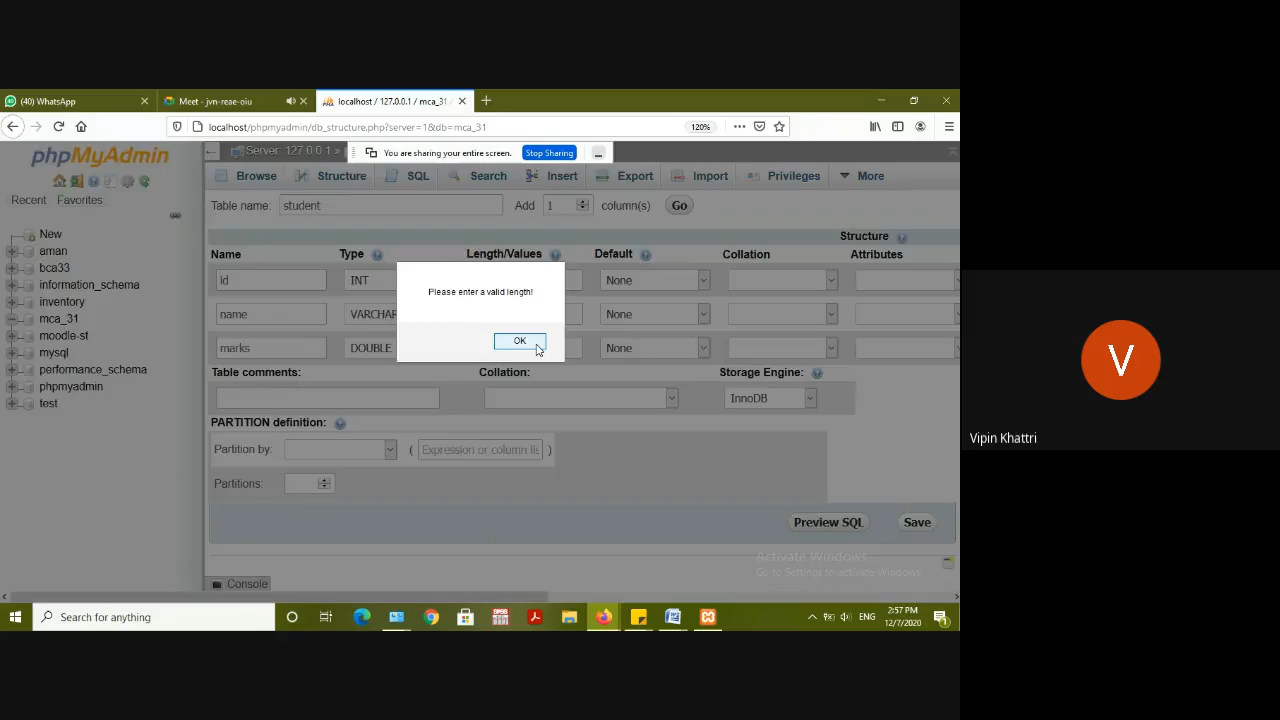 (40) WhatsApp
Meet - jvn-reae-oiu
localhost / 127.0.0.1 / mca_31
localhost/phpmyadmin/db_structure.php?server=1&db=mca_31
120%
phpMyAdmin
Server: 127.0.0.1 »
You are sharing your entire screen.
Stop Sharing
Browse
Structure
SQL
Search
Insert
Export
Import
Privileges
More
Recent
Favorites
Table name:
student
Add
1
column(s)
Go
New
aman
bca33
information_schema
inventory
mca_31
moodle-st
mysql
performance_schema
phpmyadmin
test
Structure
Name
Type
Length/Values
Default
Collation
Attributes
id
INT
None
name
VARCHAR
None
marks
DOUBLE
None
Please enter a valid length!
OK
Table comments:
Collation:
Storage Engine:
InnoDB
PARTITION definition:
Partition by:
(
Expression or column lis
)
Partitions:
Preview SQL
Save
Activate Windows
Go to Settings to activate Windows.
Console
Search for anything
ENG
2:57 PM
12/7/2020
1
V
Vipin Khattri